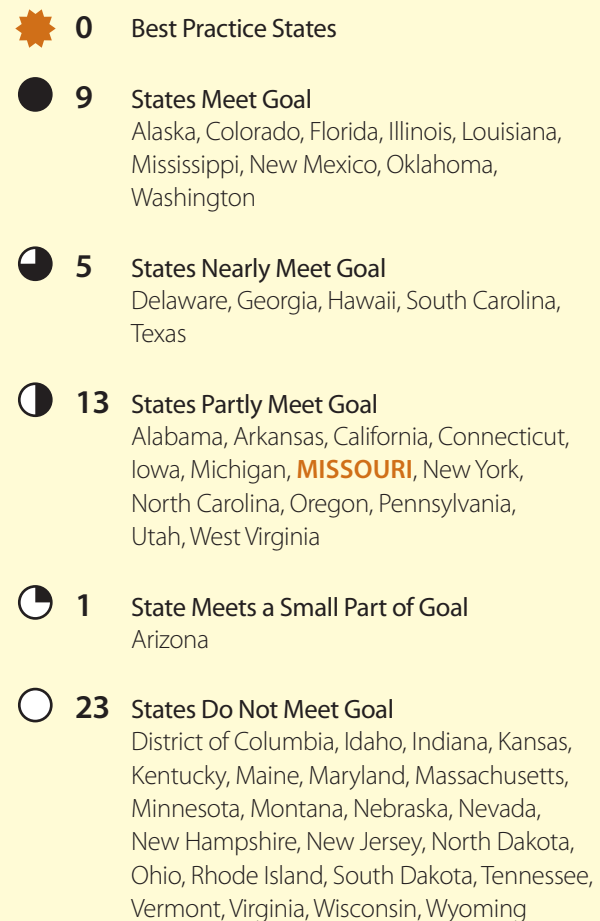 0 Best Practice States
9 States Meet Goal
Alaska, Colorado, Florida, Illinois, Louisiana,
Mississippi, New Mexico, Oklahoma,
Washington
5 States Nearly Meet Goal
Delaware, Georgia, Hawaii, South Carolina,
Texas
13 States Partly Meet Goal
Alabama, Arkansas, California, Connecticut,
Iowa, Michigan, MISSOURI, New York,
North Carolina, Oregon, Pennsylvania,
Utah, West Virginia
1 State Meets a Small Part of Goal
Arizona
23 States Do Not Meet Goal
District of Columbia, Idaho, Indiana, Kansas,
Kentucky, Maine, Maryland, Massachusetts,
Minnesota, Montana, Nebraska, Nevada,
New Hampshire, New Jersey, North Dakota,
Ohio, Rhode Island, South Dakota, Tennessee,
Vermont, Virginia, Wisconsin, Wyoming